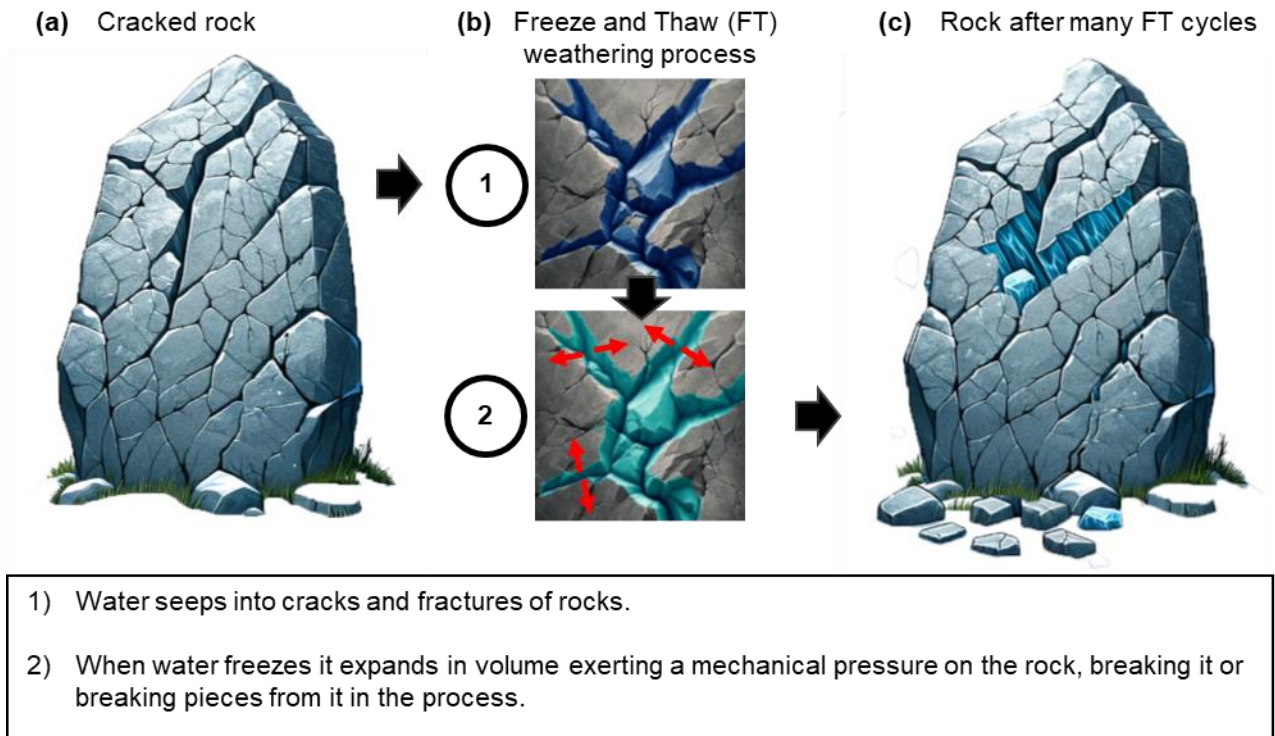 (a) Cracked rock
(b) Freeze and Thaw (FT)
weathering process
(c) Rock after many FT cycles
1
2
1) Water seeps into cracks and fractures of rocks.
2) When water freezes it expands in volume exerting a mechanical pressure on the rock, breaking it or
breaking pieces from it in the process.